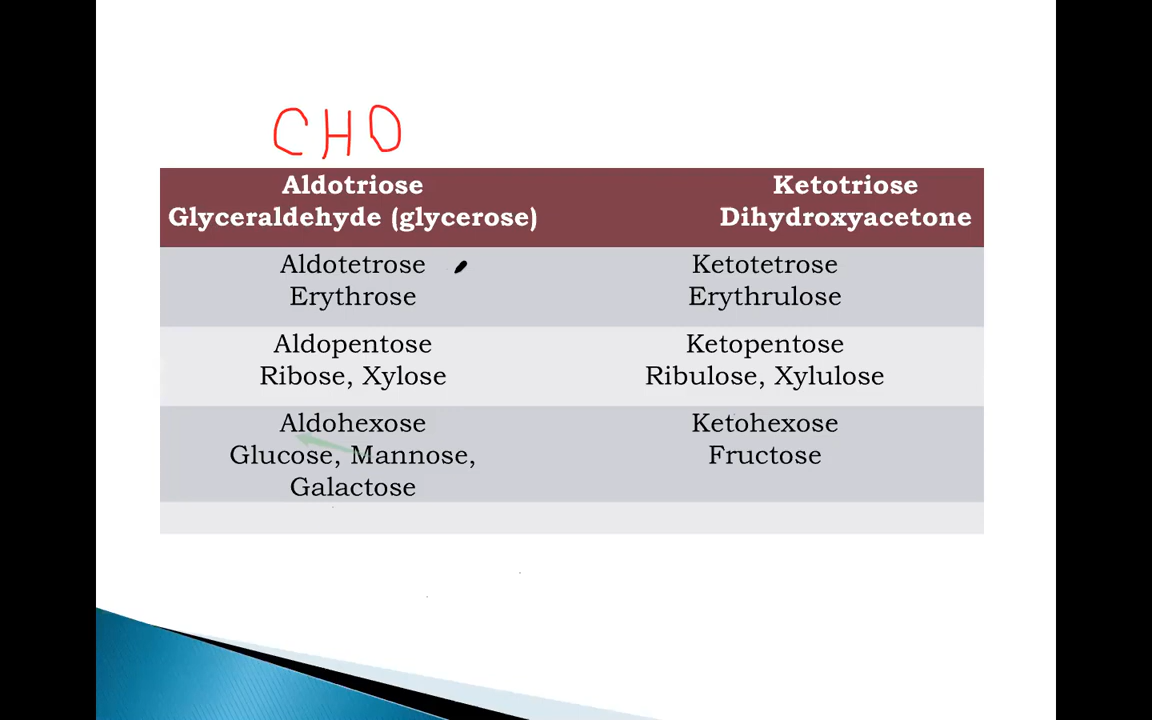 CHO
Aldotriose Ketotriose
Glyceraldehyde (glycerose) Dihydroxyacetone
Aldotetrose Ketotetrose
Erythrose Erythrulose
Aldopentose Ketopentose
Ribose, Xylose Ribulose, Xylulose
Aldohexose Ketohexose
Glucose, Mannose, Fructose
Galactose